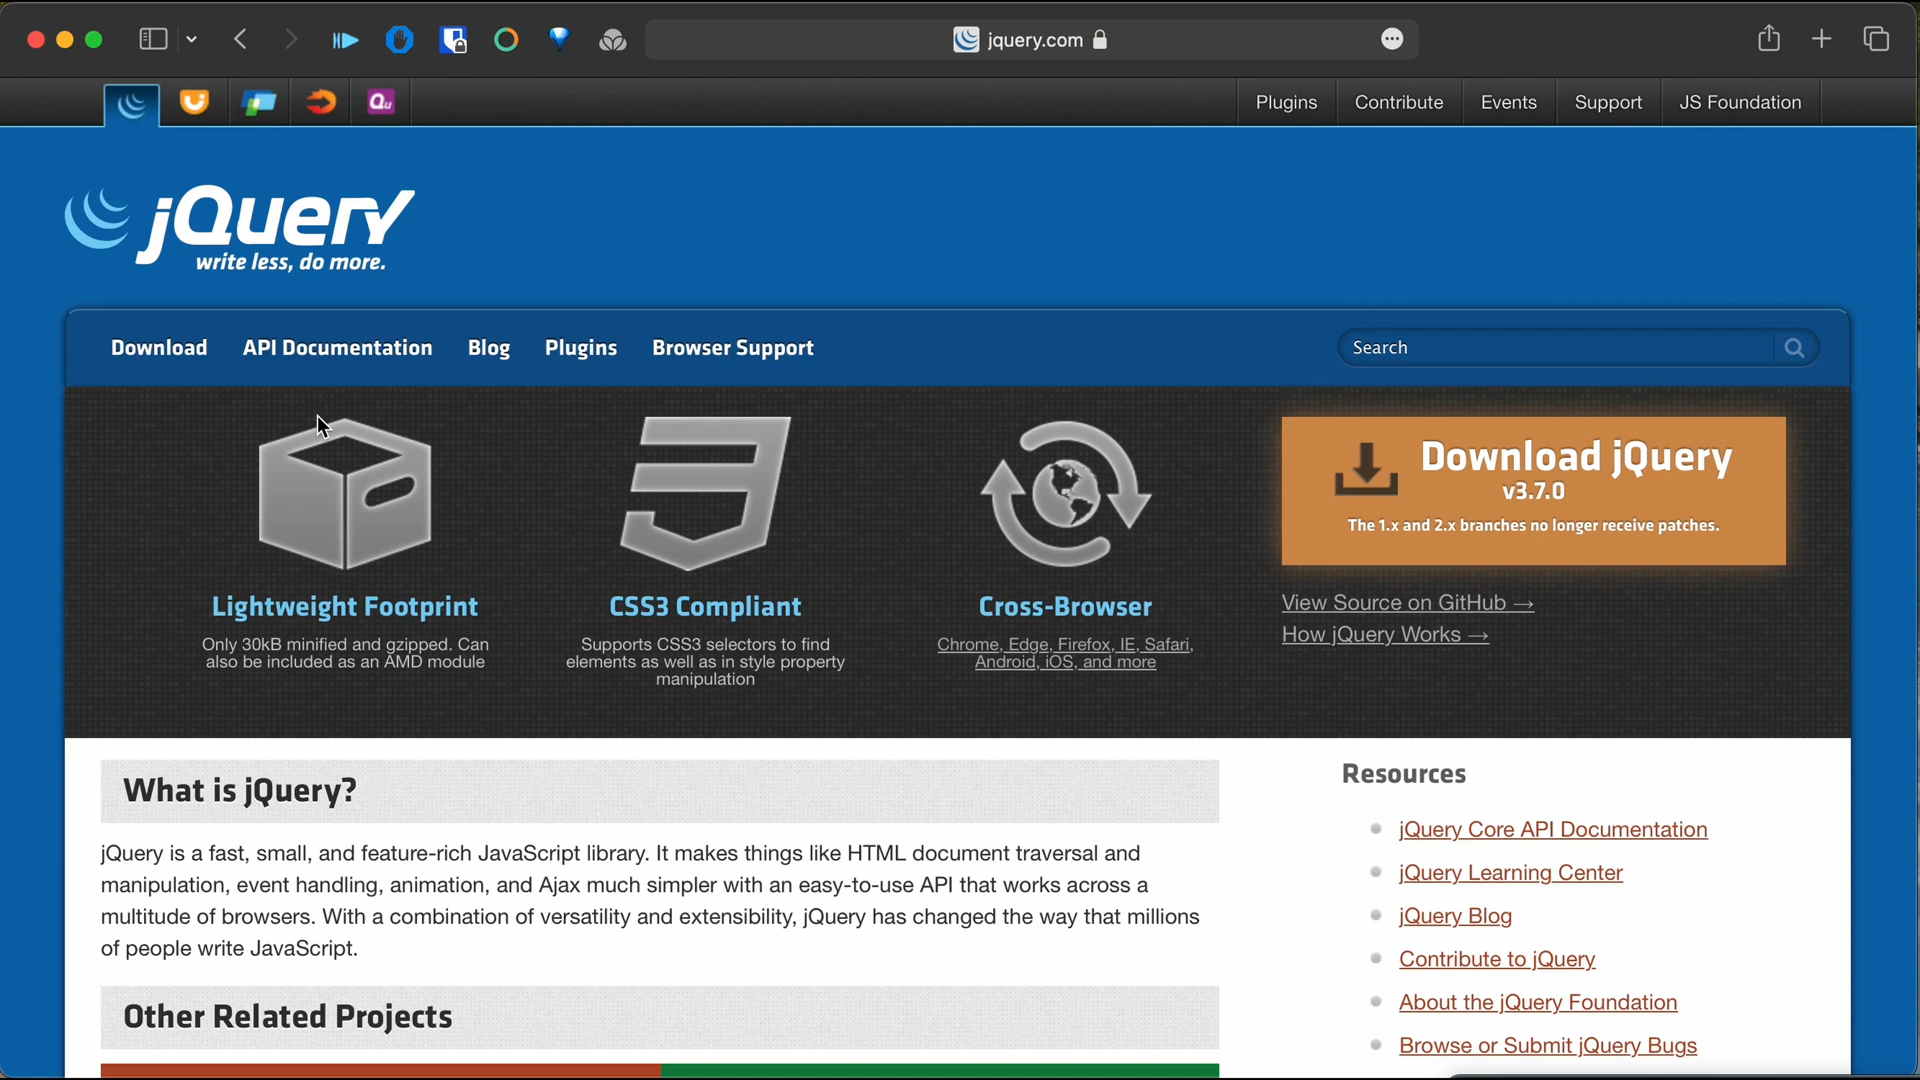 jquery.com
Qu
Plugins
Contribute
Events
Support
JS Foundation
jQuery
write less, do more.
Download
API Documentation
Blog
Plugins
Browser Support
Search
Download jQuery
v3.7.0
The 1.x and 2.x branches no longer receive patches.
Lightweight Footprint
Only 30kB minified and gzipped. Can
also be included as an AMD module
CSS3 Compliant
Supports CSS3 selectors to find
elements as well as in style property
manipulation
Cross-Browser
Chrome, Edge, Firefox, IE, Safari,
Android, iOS, and more
View Source on GitHub →
How jQuery Works →
What is jQuery?
jQuery is a fast, small, and feature-rich JavaScript library. It makes things like HTML document traversal and
manipulation, event handling, animation, and Ajax much simpler with an easy-to-use API that works across a
multitude of browsers. With a combination of versatility and extensibility, jQuery has changed the way that millions
of people write JavaScript.
Other Related Projects
Resources
jQuery Core API Documentation
jQuery Learning Center
jQuery Blog
Contribute to jQuery
About the jQuery Foundation
Browse or Submit jQuery Bugs